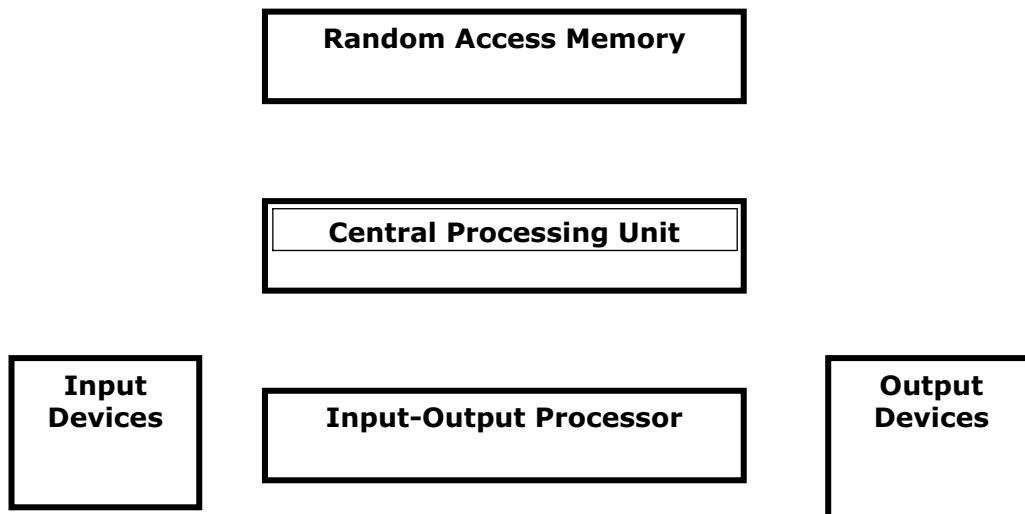 Random Access Memory
Central Processing Unit
Input
Devices
Input-Output Processor
Output
Devices